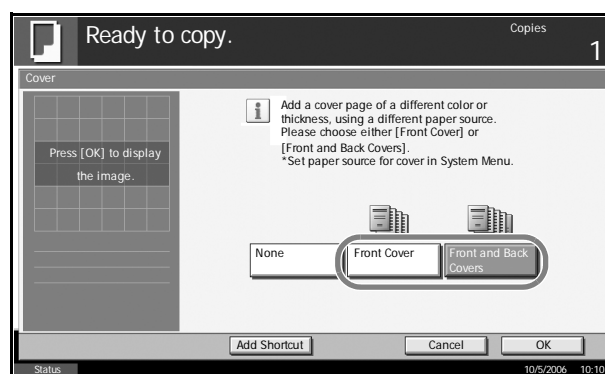 Ready to copy.
Copies
1
Cover
Add a cover page of a different color or
thickness, using a different paper source.
Please choose either [Front Cover] or
[Front and Back Covers].
*Set paper source for cover in System Menu.
Press [OK] to display
the image.
None
Front Cover
Front and Back
Covers
Add Shortcut
Cancel
OK
Status
10/5/2006 10:10